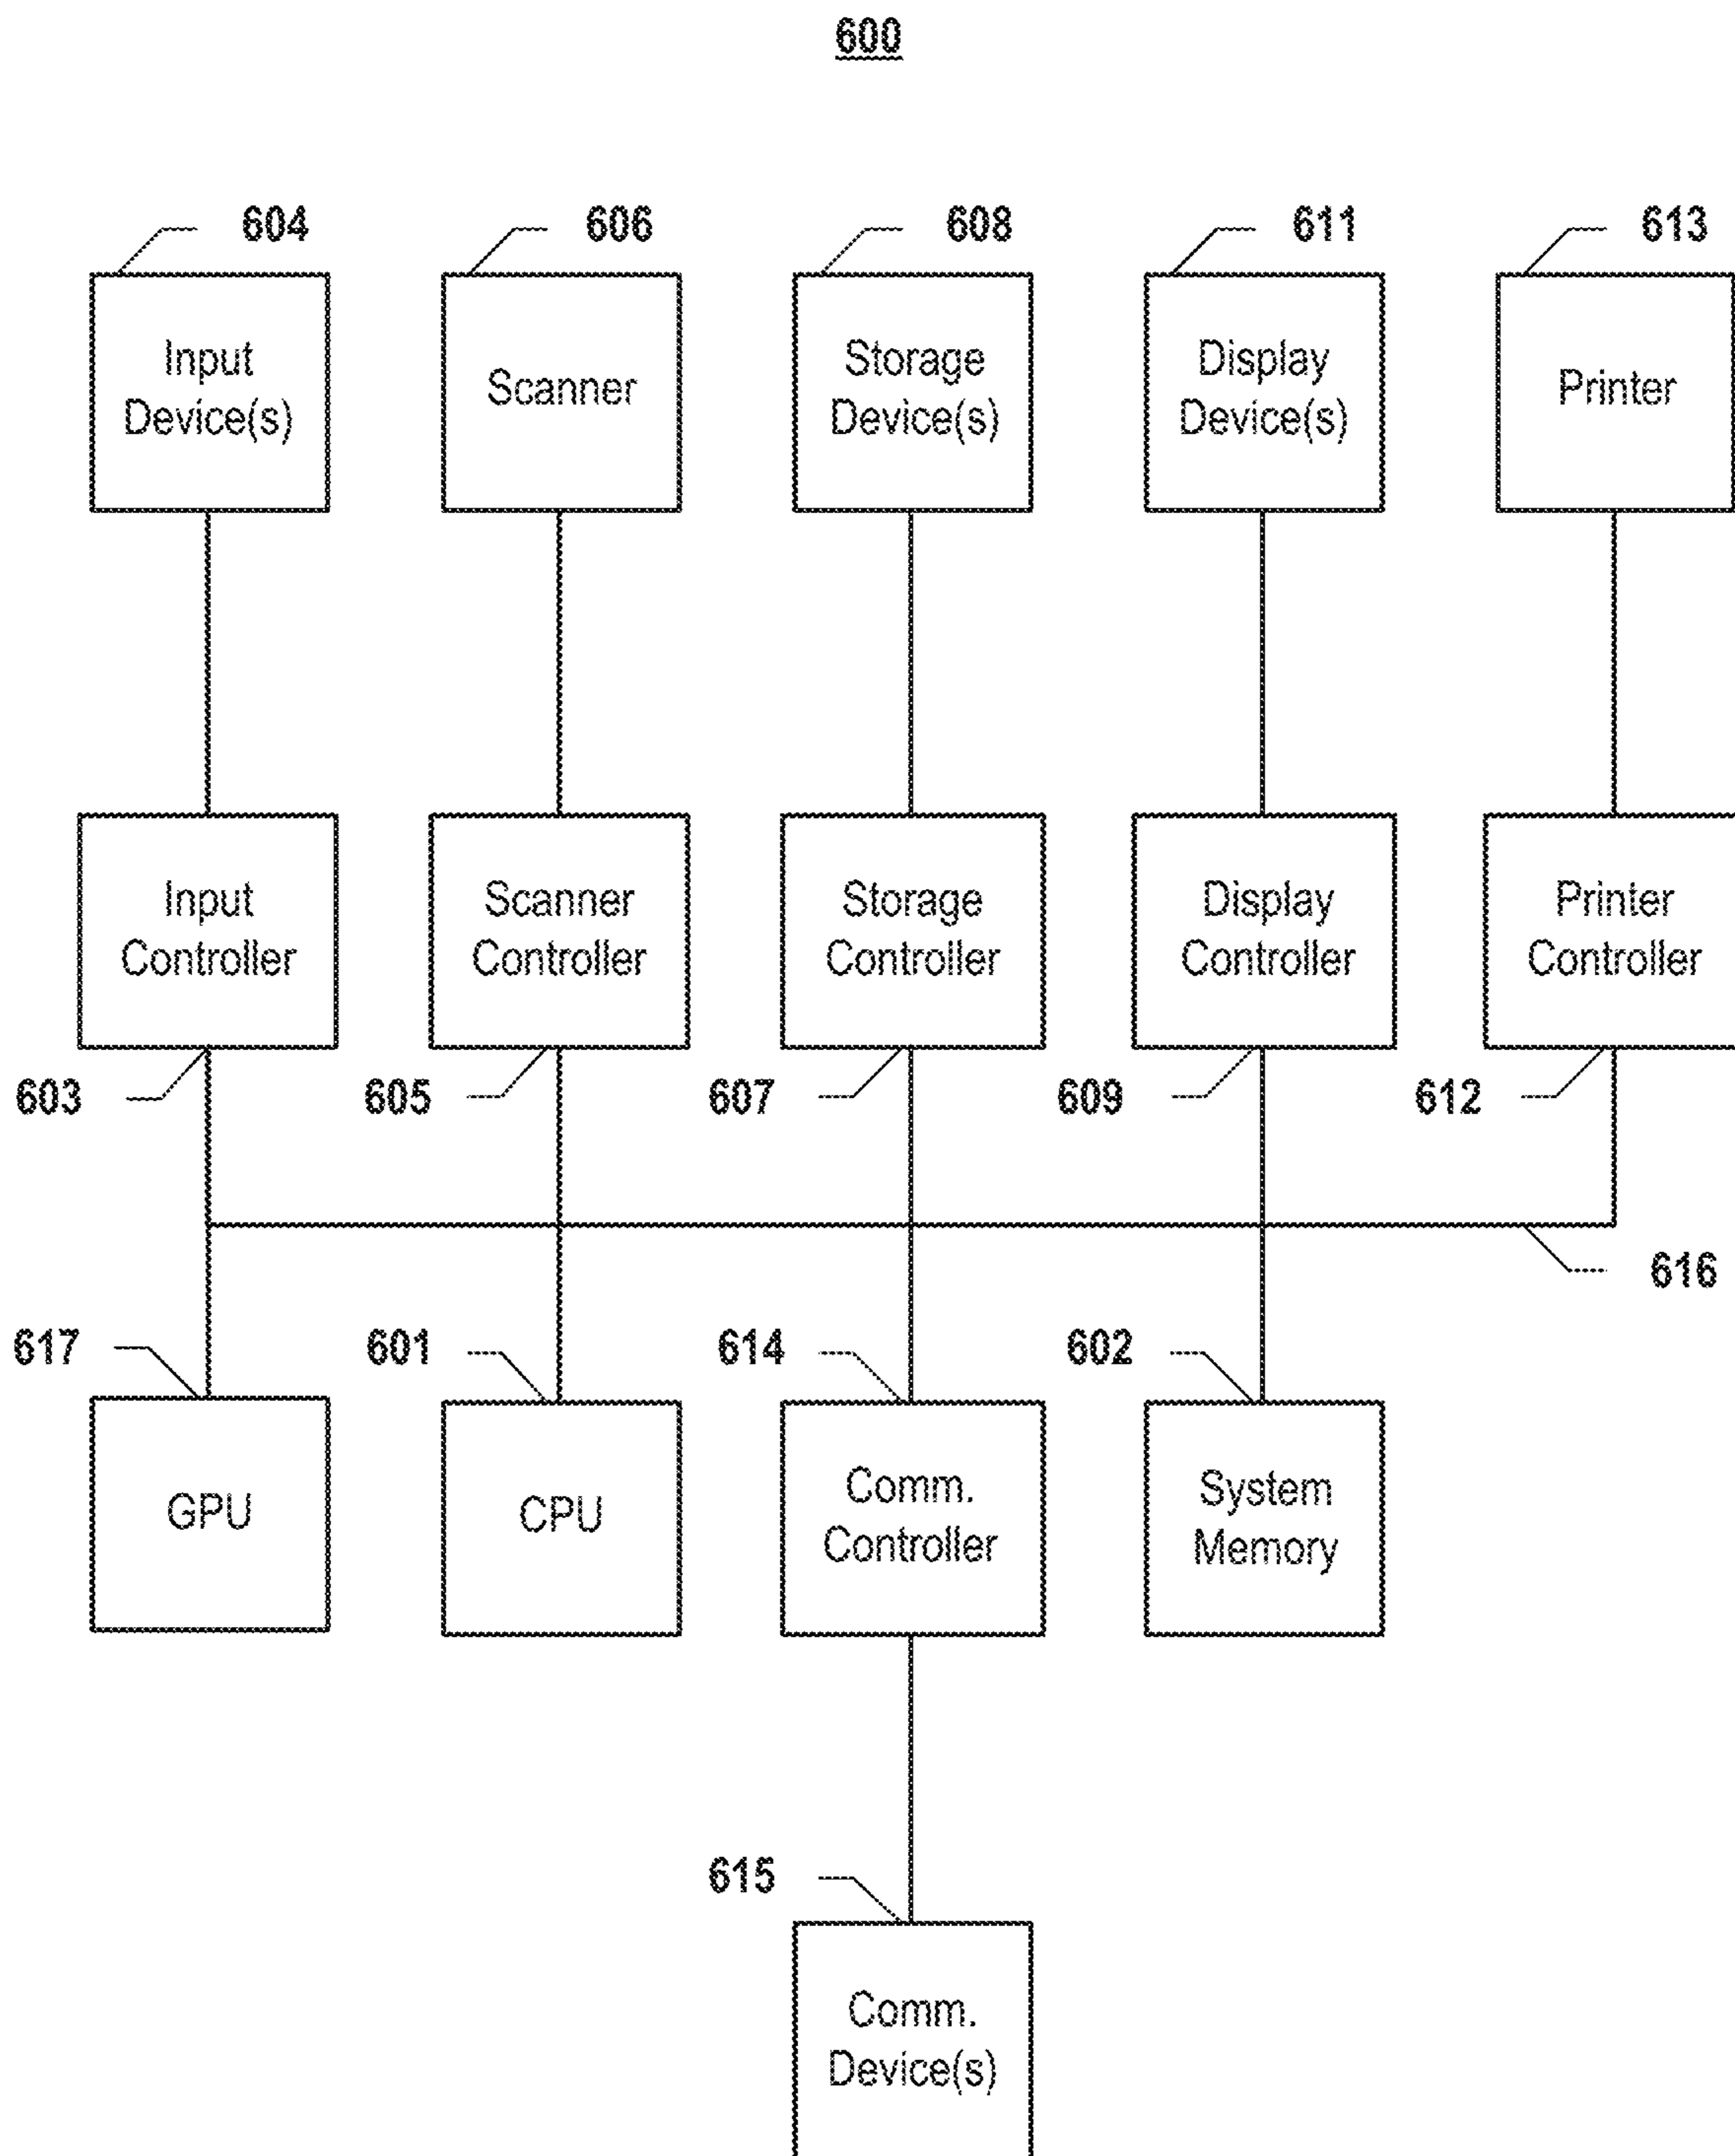 600
604
606
608
611
613
Input
Device(s)
Scanner
Storage
Device(s)
Display
Device(s)
Printer
Input
Controller
Scanner
Controller
Storage
Controller
Display
Controller
Printer
Controller
603
605
607
609
612
616
617
601
614
602
GPU
CPU
Comm.
Controller
System
Memory
615
Comm.
Device(s)